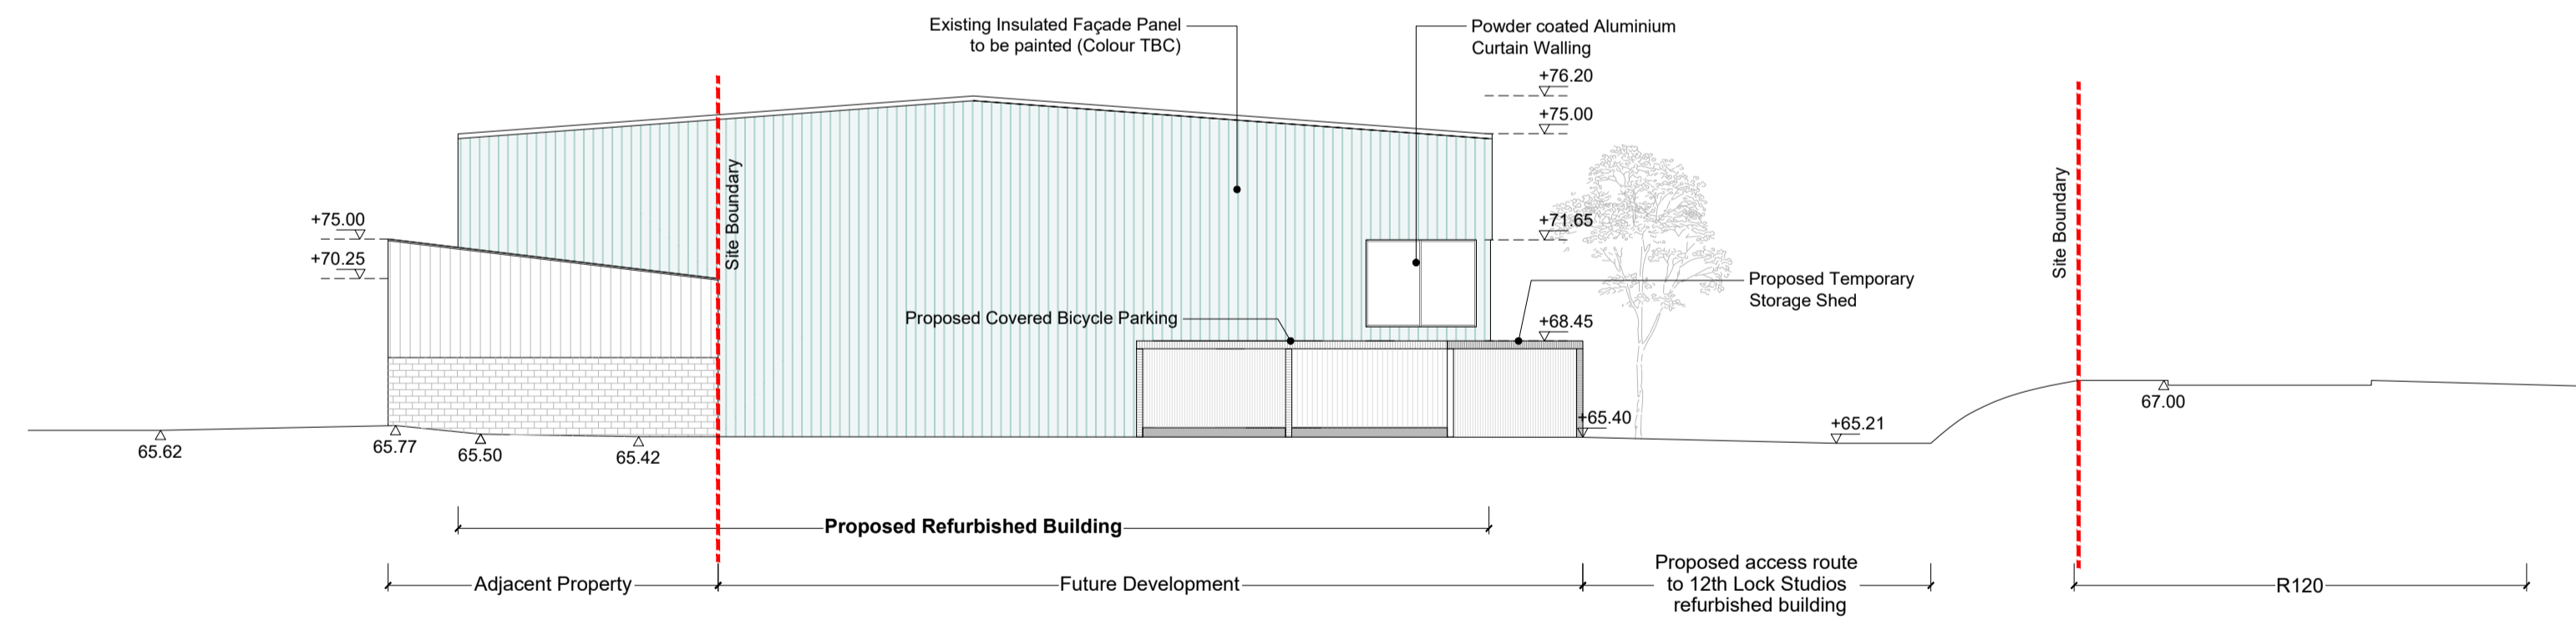 Existing Insulated Façade Panel
to be painted (Colour TBC)
Powder coated Aluminium
Curtain Walling
+76.20
+75.00
Site Boundary
Site Boundary
+75.00
+71.65
+70.25
Proposed Temporary
Storage Shed
Proposed Covered Bicycle Parking
+68.45
67.00
+65.40
+65.21
65.62
65.77
65.50
65.42
Proposed Refurbished Building
Adjacent Property
Future Development
Proposed access route
to 12th Lock Studios
refurbished building
R120